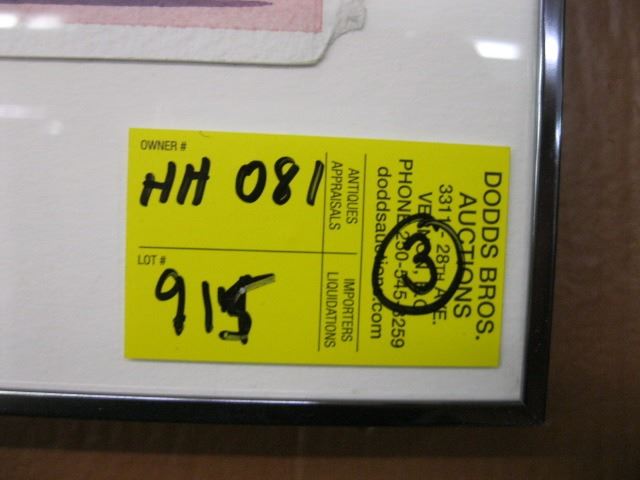 OWNER #
HH 081
LOT #
915
ANTIQUES
APPRAISALS
IMPORTERS
LIQUIDATIONS
DODDS BROS.
AUCTIONS
28TH AVE.
PHONE
doddsauction
.com
3